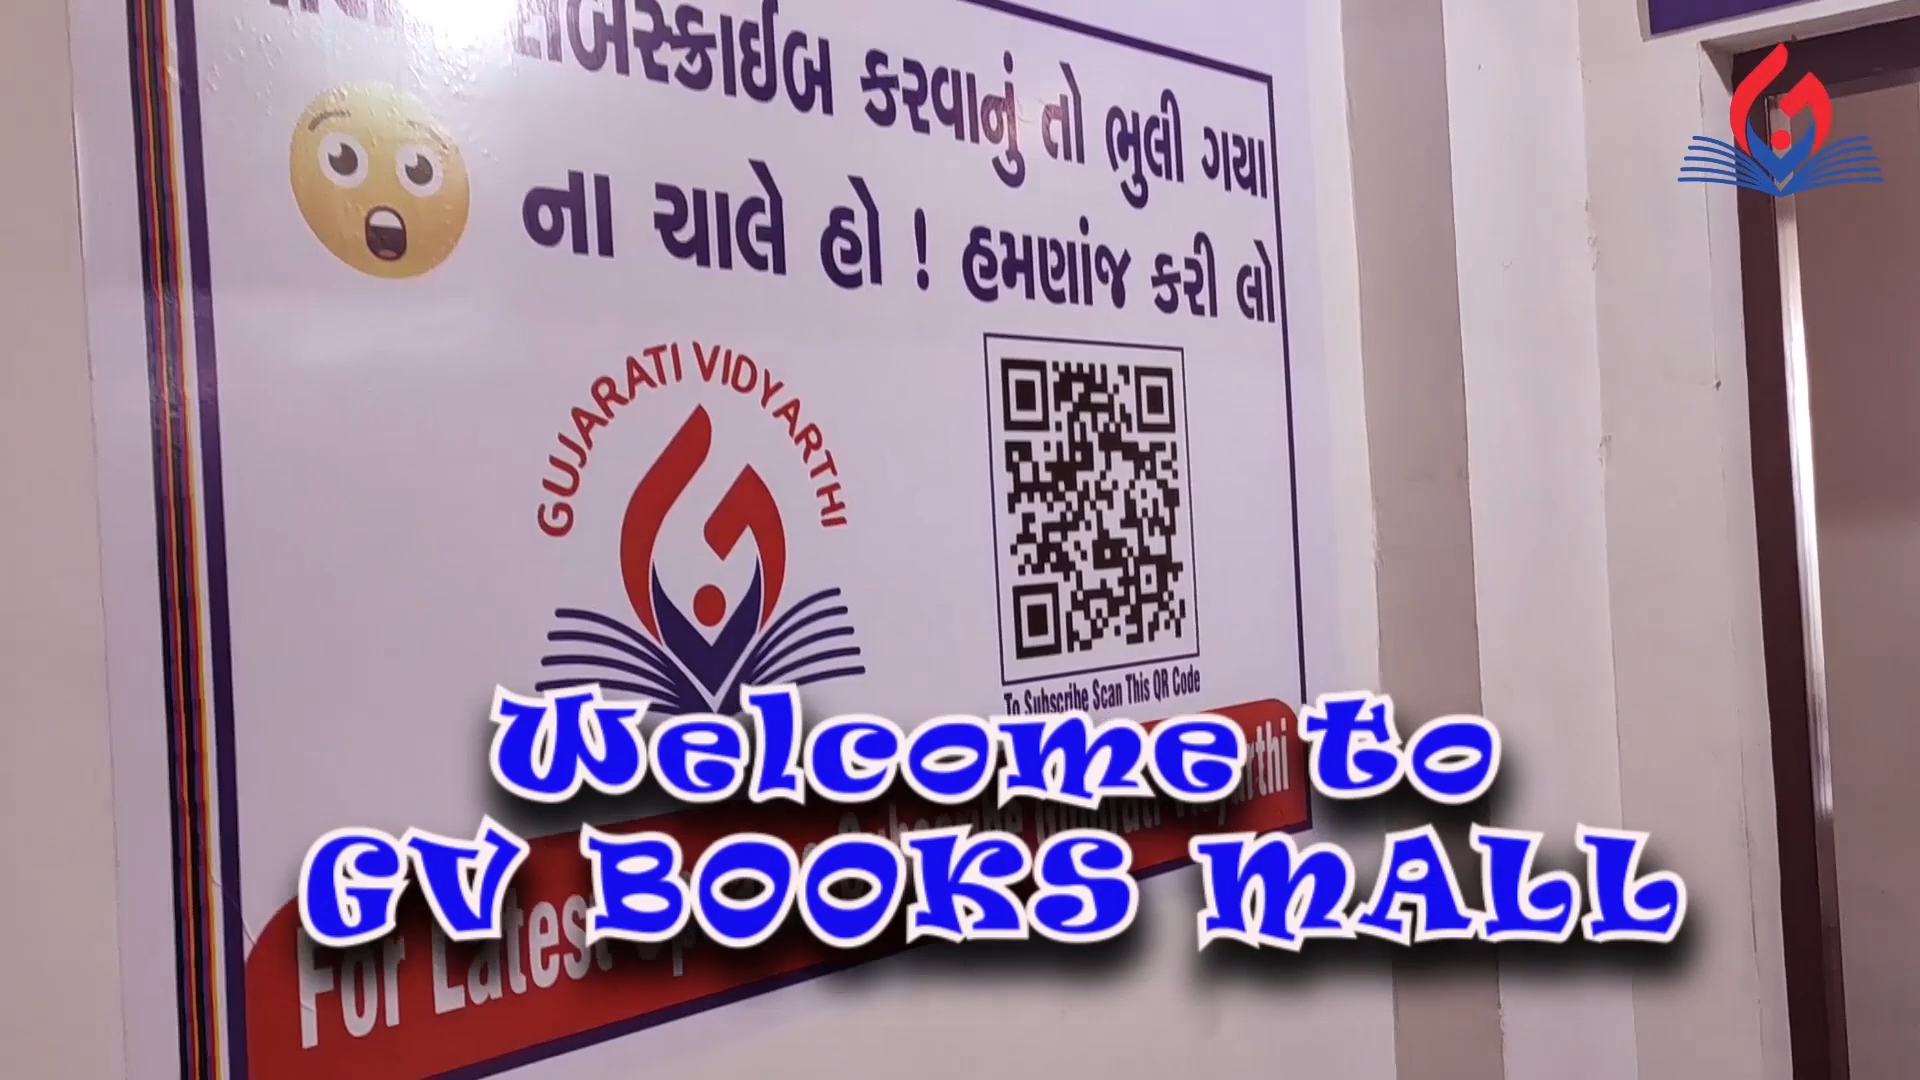 સબસ્ક્રાઈબ કરવાનું તો ભુલી ગયા
ના ચાલે હો ! હમણાંજ કરી લો
GUJARATI VIDYARTHI
To Subscribe Scan This QR Code
Welcome to
GV BOOKS MALL
For Latest